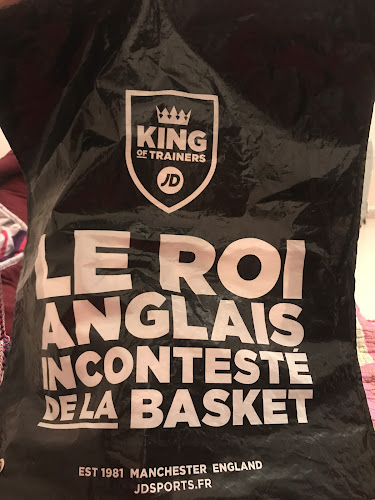 KING
OF TRAINERS
JD
LE ROI
ANGLAIS
INCONTESTÉ
DE LA BASKET
EST 1981 MANCHESTER ENGLAND
JDSPORTS.FR